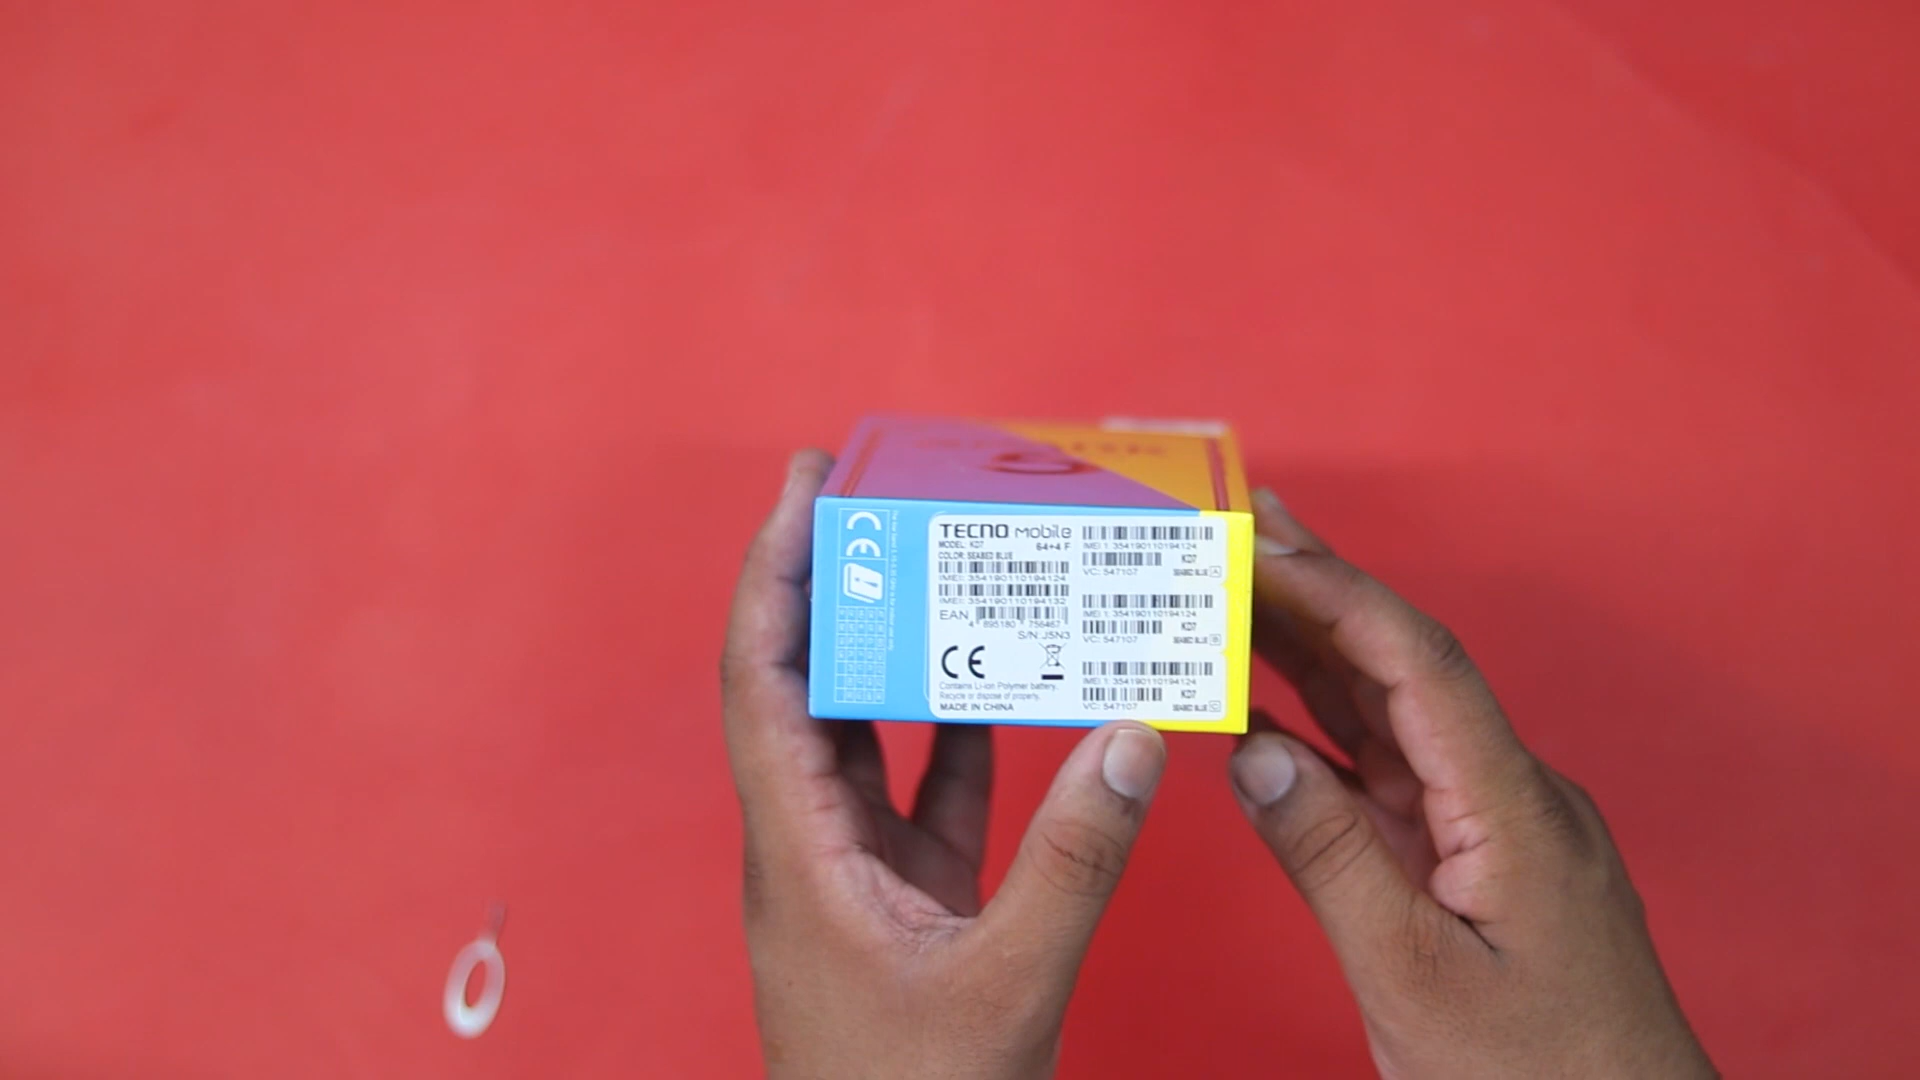 TECNO mobile
MODEL: KD7 64+4 F
COLOR: SEABED BLUE
IMEI: 354190110194124
IMEI: 354190110194132
EAN
4 895180 756467
S/N J5N3
CE
Contains Li-ion Polymer battery.
Recycle or dispose of properly.
MADE IN CHINA
IMEI 1: 354190110194124
KD7
VC: 547107
SEABED BLUE A
IMEI 1: 354190110194124
KD7
VC: 547107
SEABED BLUE B
IMEI 1: 354190110194124
KD7
VC: 547107
SEABED BLUE C
CE